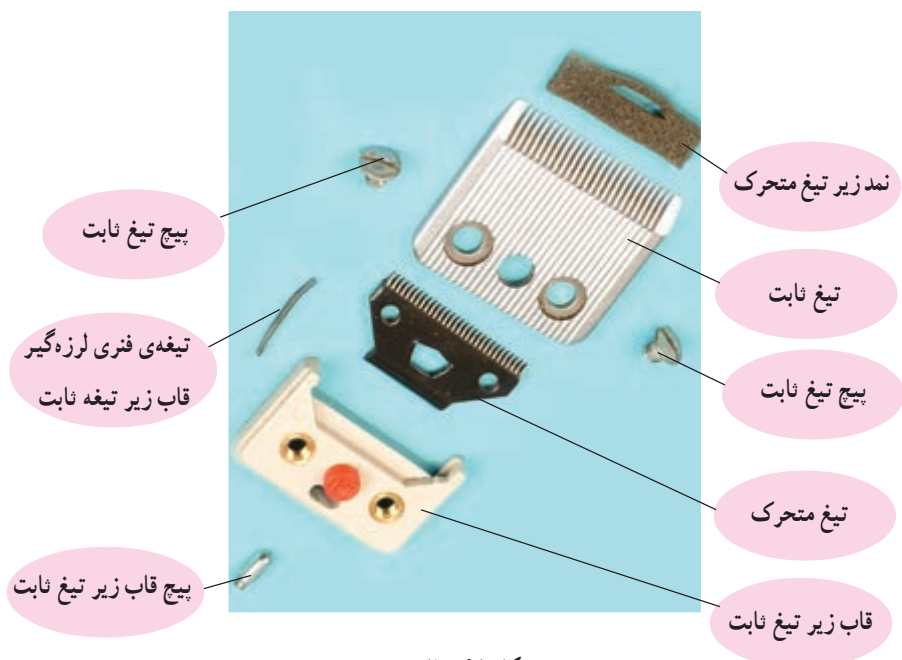 نمد زیر تیغ متحرک
پیچ تیغ ثابت
تیغ ثابت
تیغه‌ی فنری لرزه‌گیر
قاب زیر تیغه ثابت
پیچ تیغ ثابت
تیغ متحرک
پیچ قاب زیر تیغ ثابت
قاب زیر تیغ ثابت